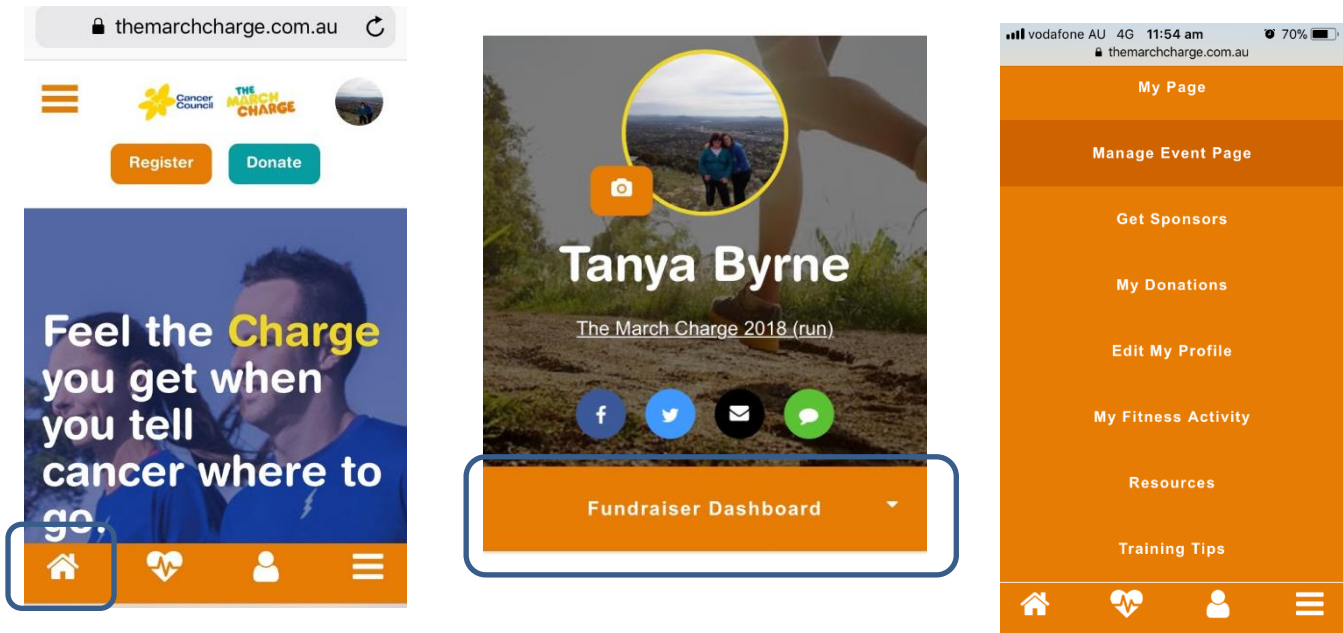 themarchcharge.com.au
Cancer
Council
THE
MARCH
CHARGE
Register
Donate
Feel the Charge
you get when
you tell
cancer where to
go.
Tanya Byrne
The March Charge 2018 (run)
f
Fundraiser Dashboard
vodafone AU 4G 11:54 am 70%
themarchcharge.com.au
My Page
Manage Event Page
Get Sponsors
My Donations
Edit My Profile
My Fitness Activity
Resources
Training Tips